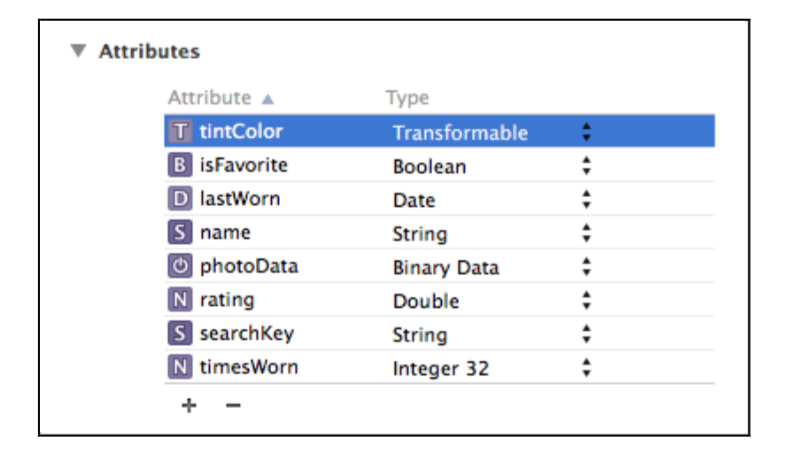 ▼ Attributes
Attribute ▲ Type
T tintColor Transformable
B isFavorite Boolean
D lastWorn Date
S name String
photoData Binary Data
N rating Double
S searchKey String
N timesWorn Integer 32
+ −